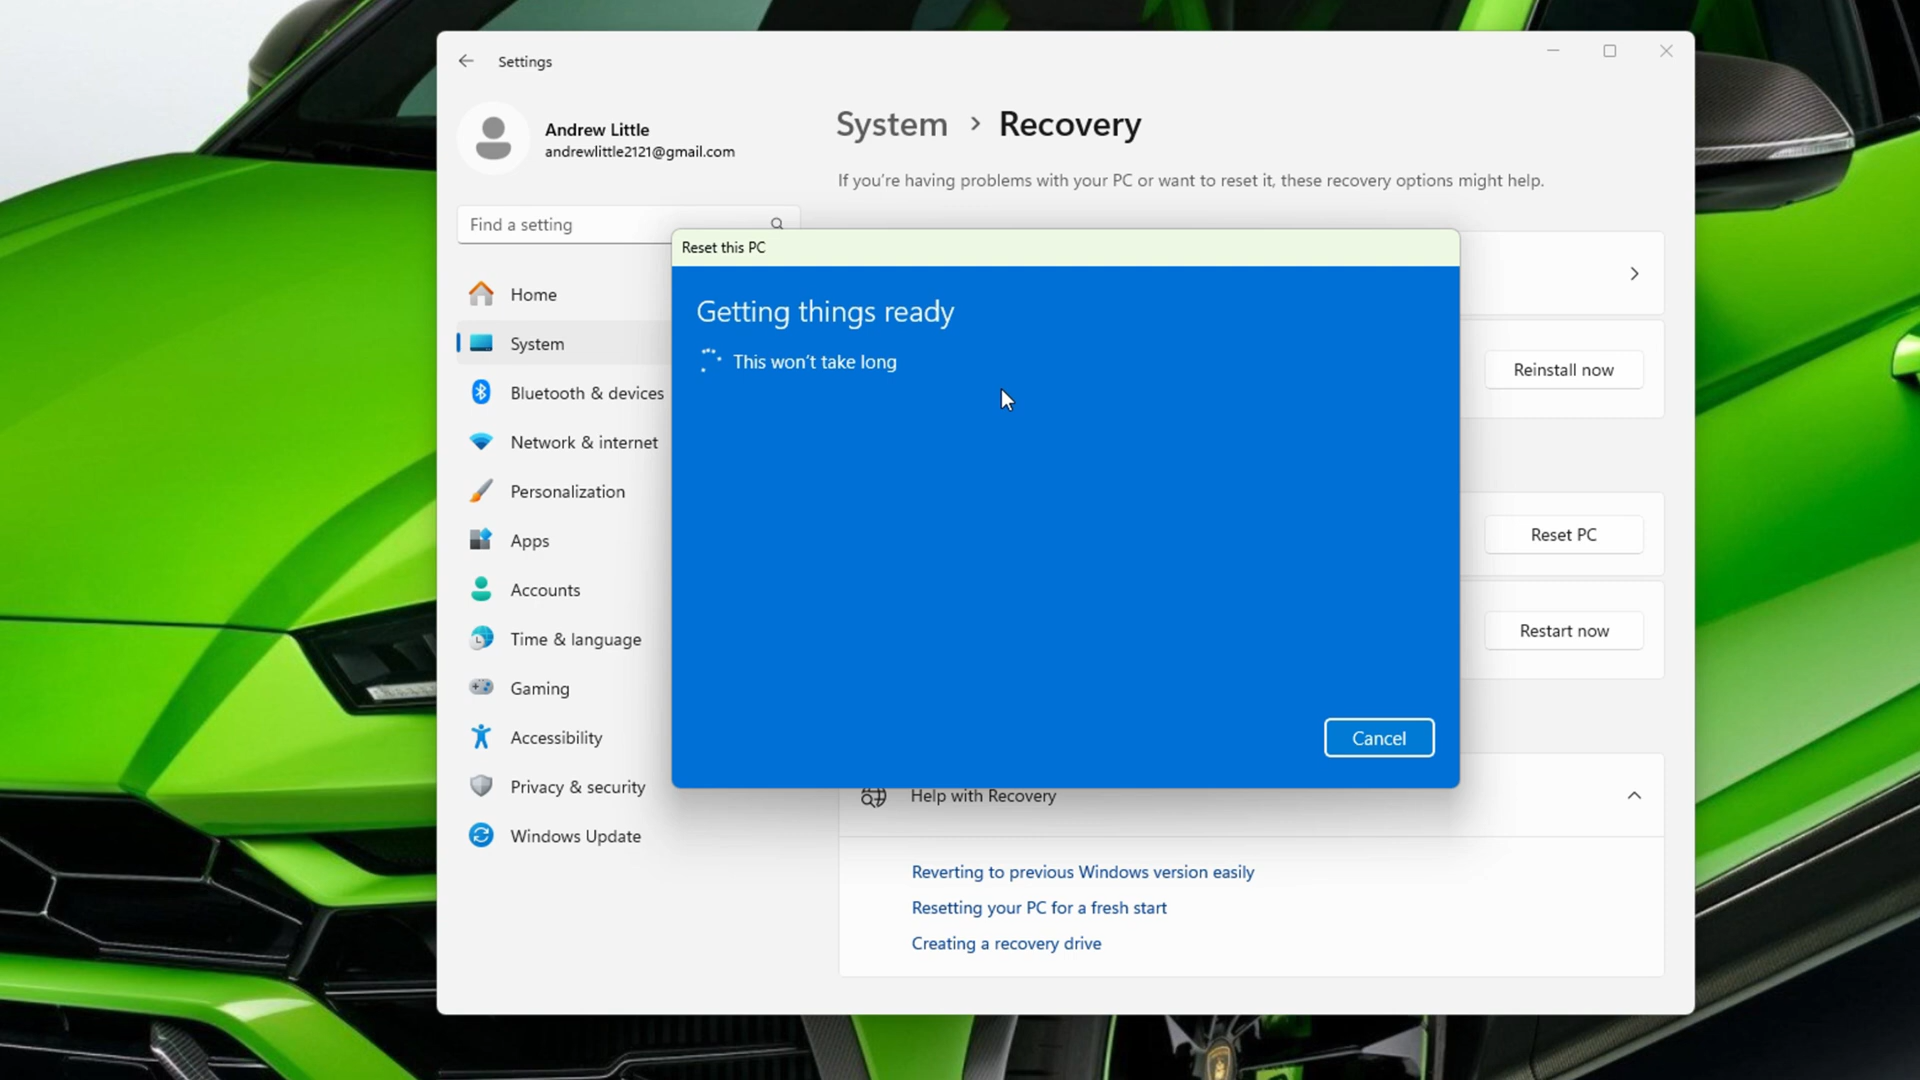 Settings
Andrew Little
andrewlittle2121@gmail.com
Find a setting
Home
System
Bluetooth & devices
Network & internet
Personalization
Apps
Accounts
Time & language
Gaming
Accessibility
Privacy & security
Windows Update
System > Recovery
If you're having problems with your PC or want to reset it, these recovery options might help.
Reset this PC
Getting things ready
This won't take long
Cancel
Reinstall now
Reset PC
Restart now
Help with Recovery
Reverting to previous Windows version easily
Resetting your PC for a fresh start
Creating a recovery drive